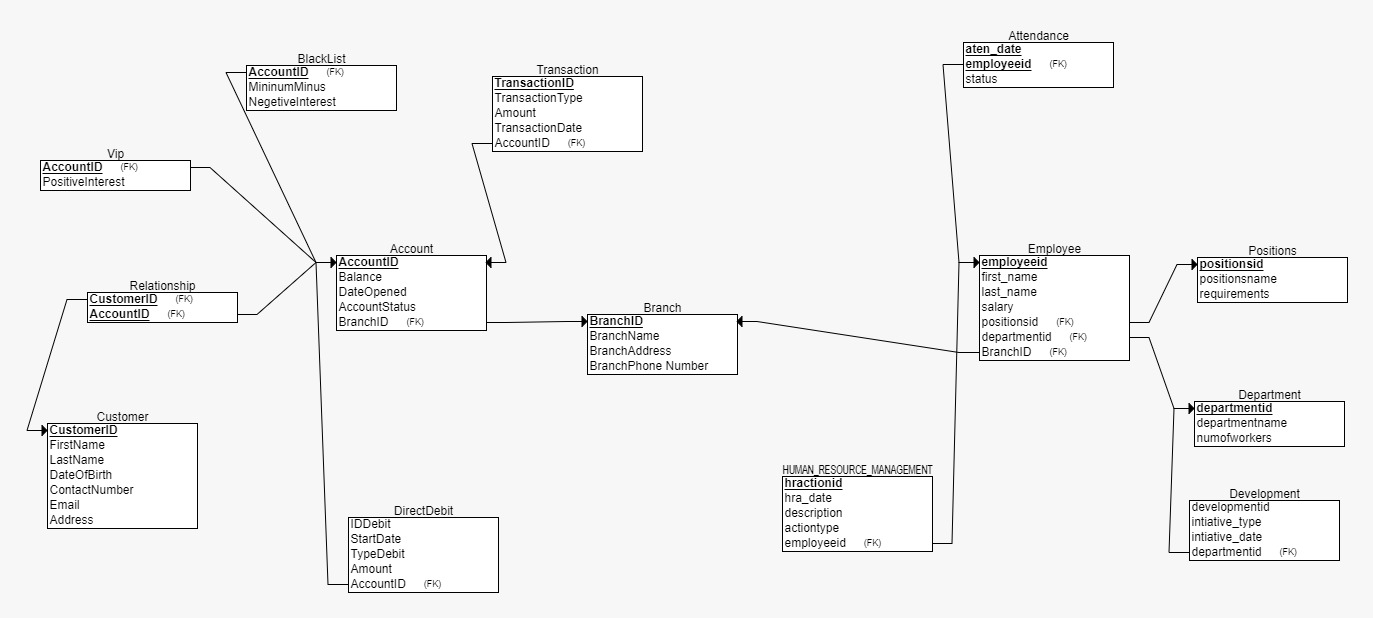 BlackList
AccountID (FK)
MininumMinus
NegetiveInterest
Transaction
TransactionID
TransactionType
Amount
TransactionDate
AccountID (FK)
Attendance
aten_date
employeeid (FK)
status
Vip
AccountID (FK)
PositiveInterest
Relationship
CustomerID (FK)
AccountID (FK)
Account
AccountID
Balance
DateOpened
AccountStatus
BranchID (FK)
Branch
BranchID
BranchName
BranchAddress
BranchPhone Number
Employee
employeeid
first_name
last_name
salary
positionsid (FK)
departmentid (FK)
BranchID (FK)
Positions
positionsid
positionsname
requirements
Customer
CustomerID
FirstName
LastName
DateOfBirth
ContactNumber
Email
Address
DirectDebit
IDDebit
StartDate
TypeDebit
Amount
AccountID (FK)
HUMAN_RESOURCE_MANAGEMENT
hractionid
hra_date
description
actiontype
employeeid (FK)
Department
departmentid
departmentname
numofworkers
Development
developmentid
intiative_type
intiative_date
departmentid (FK)